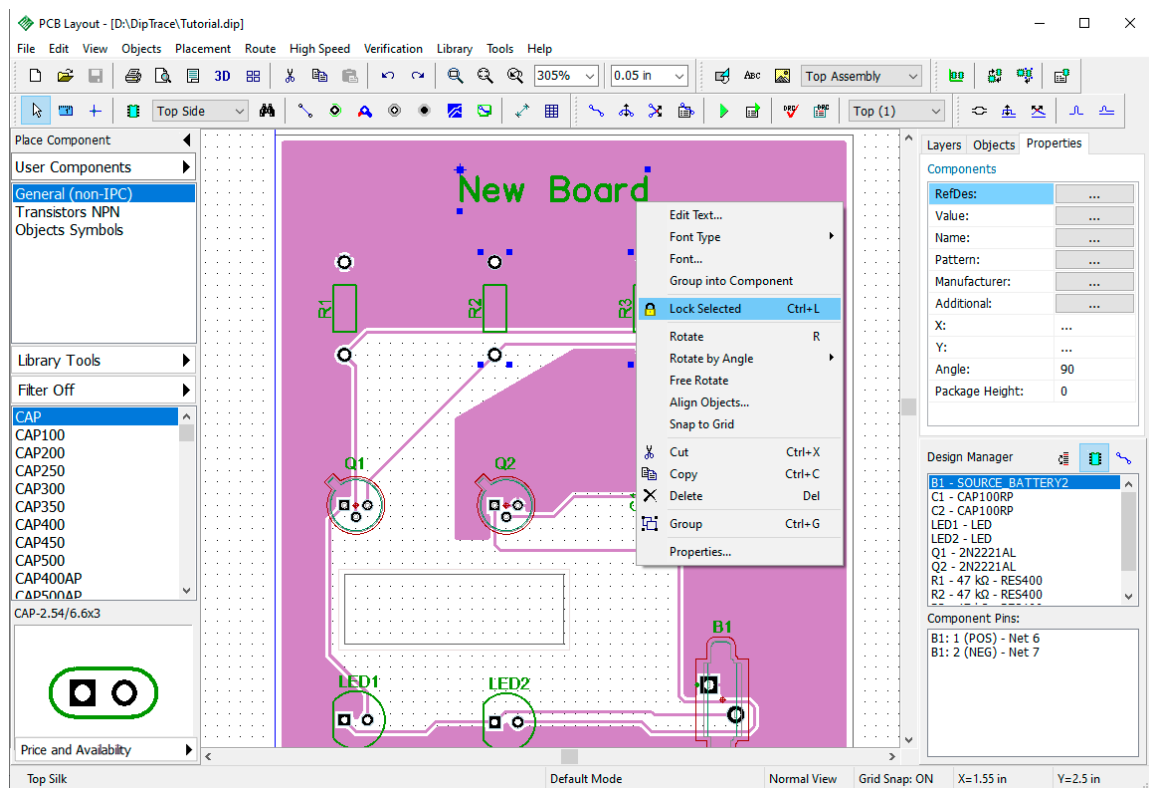 PCB Layout - [D:\DipTrace\Tutorial.dip]
File Edit View Objects Placement Route High Speed Verification Library Tools Help
3D 305% 0.05 in ABC Top Assembly
Top Side Top (1)
Place Component
User Components
General (non-IPC)
Transistors NPN
Objects Symbols
Library Tools
Filter Off
CAP
CAP100
CAP200
CAP250
CAP300
CAP350
CAP400
CAP450
CAP500
CAP400AP
CAP500AP
CAP-2.54/6.6x3
Price and Availability
New Board
R1
R2
R3
Q1
Q2
LED1
LED2
B1
Edit Text...
Font Type
Font...
Group into Component
Lock Selected Ctrl+L
Rotate R
Rotate by Angle
Free Rotate
Align Objects...
Snap to Grid
Cut Ctrl+X
Copy Ctrl+C
Delete Del
Group Ctrl+G
Properties...
Layers Objects Properties
Components
RefDes: ...
Value: ...
Name: ...
Pattern: ...
Manufacturer: ...
Additional: ...
X: ...
Y: ...
Angle: 90
Package Height: 0
Design Manager
B1 - SOURCE_BATTERY2
C1 - CAP100RP
C2 - CAP100RP
LED1 - LED
LED2 - LED
Q1 - 2N2221AL
Q2 - 2N2221AL
R1 - 47 kΩ - RES400
R2 - 47 kΩ - RES400
Component Pins:
B1: 1 (POS) - Net 6
B1: 2 (NEG) - Net 7
Top Silk Default Mode Normal View Grid Snap: ON X=1.55 in Y=2.5 in